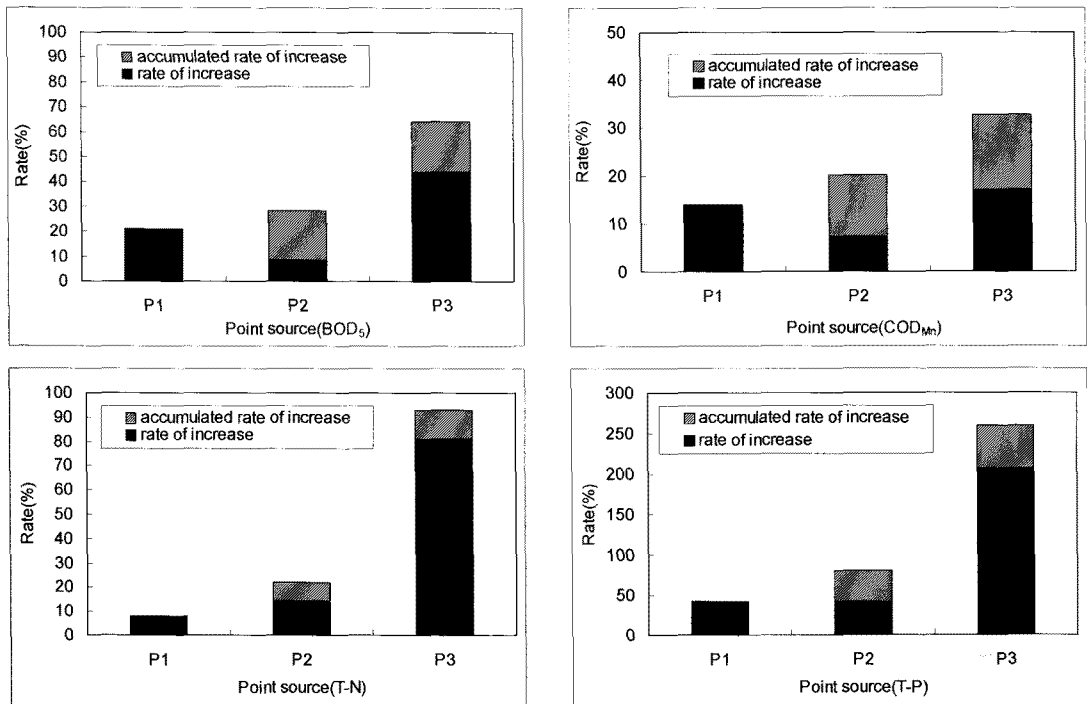 100
90
80
70
60
50
40
30
20
10
0
Rate(%)
accumulated rate of increase
rate of increase
P1 P2 P3
Point source(BOD₅)
50
40
30
20
10
0
Rate(%)
accumulated rate of increase
rate of increase
P1 P2 P3
Point source(COD_Mn)
100
90
80
70
60
50
40
30
20
10
0
Rate(%)
accumulated rate of increase
rate of increase
P1 P2 P3
Point source(T-N)
300
250
200
150
100
50
0
Rate(%)
accumulated rate of increase
rate of increase
P1 P2 P3
Point source(T-P)